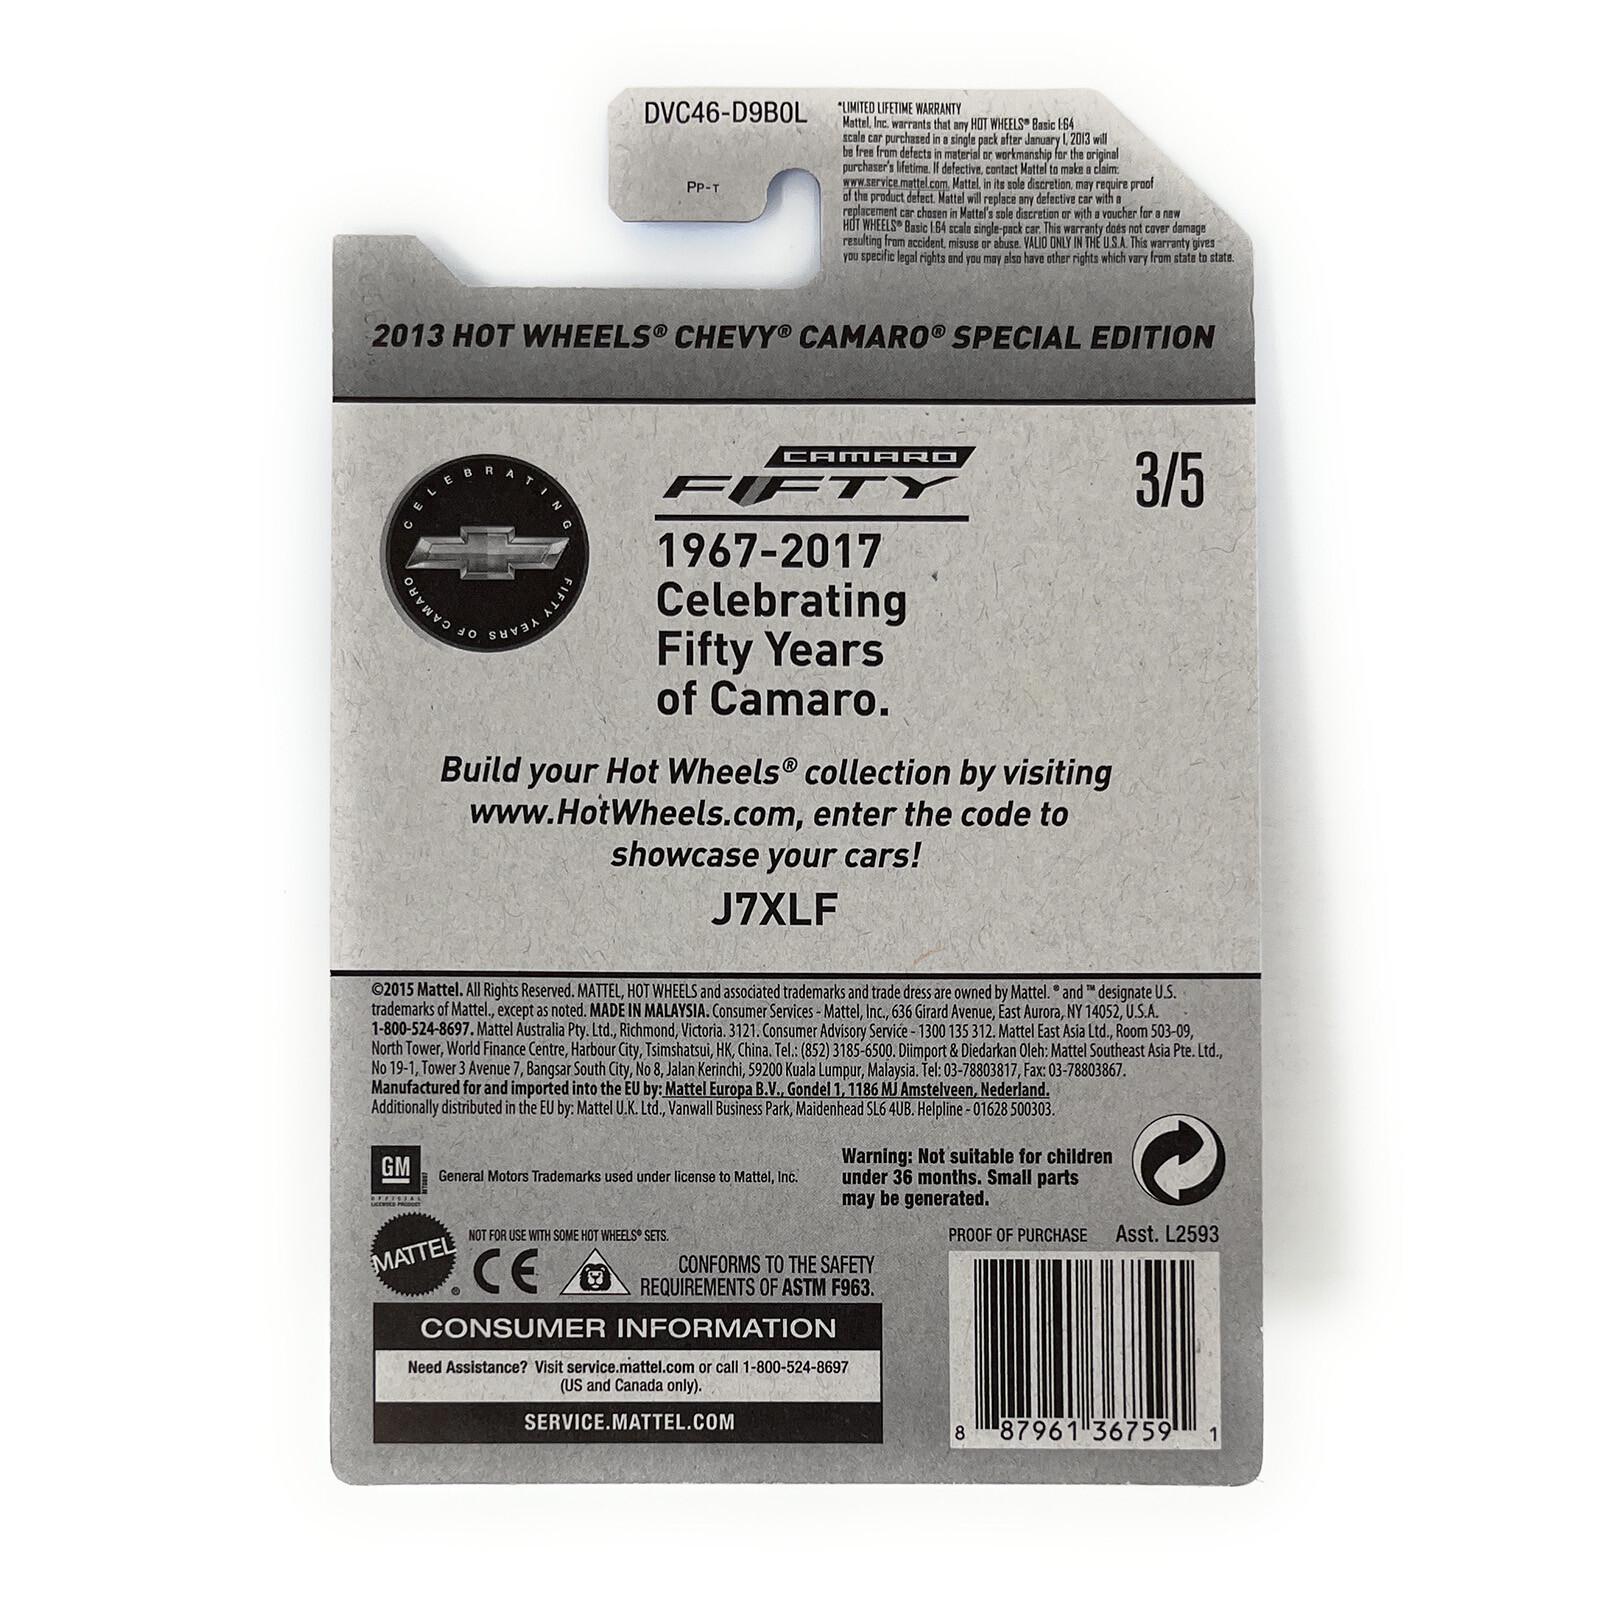 DVC46-D9B0L
PP-T
*LIMITED LIFETIME WARRANTY
Mattel, Inc. warrants that any HOT WHEELS® Basic 1:64
scale car purchased in a single pack after January 1, 2013 will
be free from defects in material or workmanship for the original
purchaser's lifetime. If defective, contact Mattel to make a claim:
www.service.mattel.com. Mattel, in its sole discretion, may require proof
of the product defect. Mattel will replace any defective car with a
replacement car chosen in Mattel's sole discretion or with a voucher for a new
HOT WHEELS® Basic 1:64 scale single-pack car. This warranty does not cover damage
resulting from accident, misuse or abuse. VALID ONLY IN THE U.S.A. This warranty gives
you specific legal rights and you may also have other rights which vary from state to state.
2013 HOT WHEELS® CHEVY® CAMARO® SPECIAL EDITION
CELEBRATING
FIFTY YEARS OF CAMARO
CAMARO
FIFTY
3/5
1967-2017
Celebrating
Fifty Years
of Camaro.
Build your Hot Wheels® collection by visiting
www.HotWheels.com, enter the code to
showcase your cars!
J7XLF
©2015 Mattel. All Rights Reserved. MATTEL, HOT WHEELS and associated trademarks and trade dress are owned by Mattel. ® and ™ designate U.S.
trademarks of Mattel., except as noted. MADE IN MALAYSIA. Consumer Services - Mattel, Inc., 636 Girard Avenue, East Aurora, NY 14052, U.S.A.
1-800-524-8697. Mattel Australia Pty. Ltd., Richmond, Victoria. 3121. Consumer Advisory Service - 1300 135 312. Mattel East Asia Ltd., Room 503-09,
North Tower, World Finance Centre, Harbour City, Tsimshatsui, HK, China. Tel.: (852) 3185-6500. Diimport & Diedarkan Oleh: Mattel Southeast Asia Pte. Ltd.,
No 19-1, Tower 3 Avenue 7, Bangsar South City, No 8, Jalan Kerinchi, 59200 Kuala Lumpur, Malaysia. Tel: 03-78803817, Fax: 03-78803867.
Manufactured for and imported into the EU by: Mattel Europa B.V., Gondel 1, 1186 MJ Amstelveen, Nederland.
Additionally distributed in the EU by: Mattel U.K. Ltd., Vanwall Business Park, Maidenhead SL6 4UB. Helpline - 01628 500303.
GM
OFFICIAL
LICENSED PRODUCT
General Motors Trademarks used under license to Mattel, Inc.
Warning: Not suitable for children
under 36 months. Small parts
may be generated.
MATTEL®
NOT FOR USE WITH SOME HOT WHEELS® SETS.
CE
CONFORMS TO THE SAFETY
REQUIREMENTS OF ASTM F963.
PROOF OF PURCHASE Asst. L2593
CONSUMER INFORMATION
Need Assistance? Visit service.mattel.com or call 1-800-524-8697
(US and Canada only).
SERVICE.MATTEL.COM
8 87961 36759 1